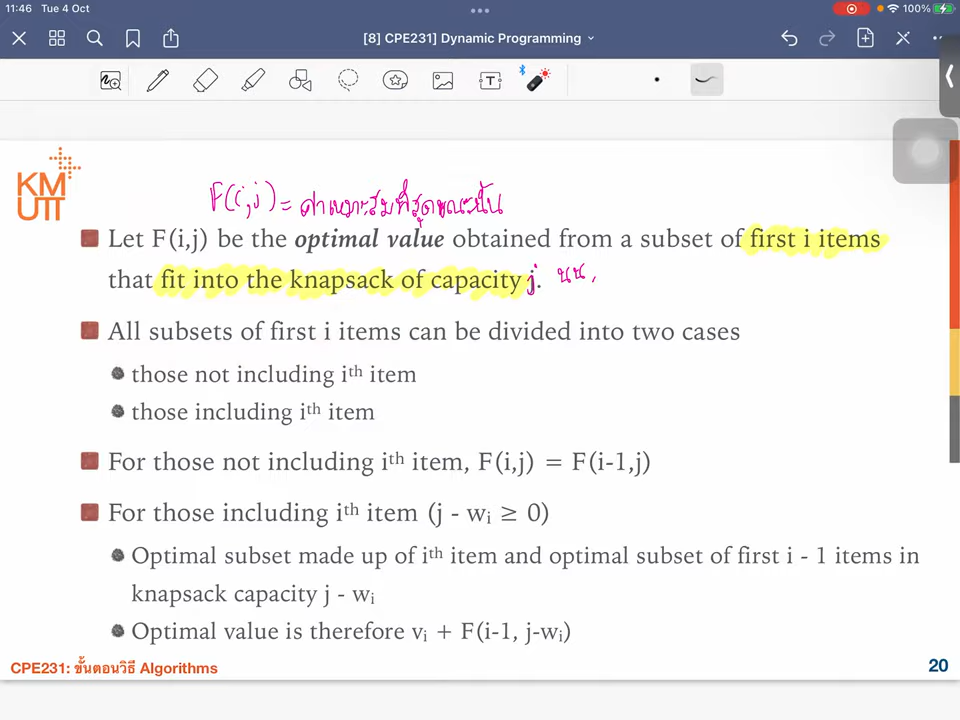 11:46 Tue 4 Oct
100%
[8] CPE231] Dynamic Programming
T
KM
UTT
F(i,j) = ค่าเหมาะสมที่สุดขณะนั้น
Let F(i,j) be the optimal value obtained from a subset of first i items
that fit into the knapsack of capacity j. นน.
All subsets of first i items can be divided into two cases
those not including iᵗʰ item
those including iᵗʰ item
For those not including iᵗʰ item, F(i,j) = F(i-1,j)
For those including iᵗʰ item (j - wᵢ ≥ 0)
Optimal subset made up of iᵗʰ item and optimal subset of first i - 1 items in
knapsack capacity j - wᵢ
Optimal value is therefore vᵢ + F(i-1, j-wᵢ)
CPE231: ขั้นตอนวิธี Algorithms
20